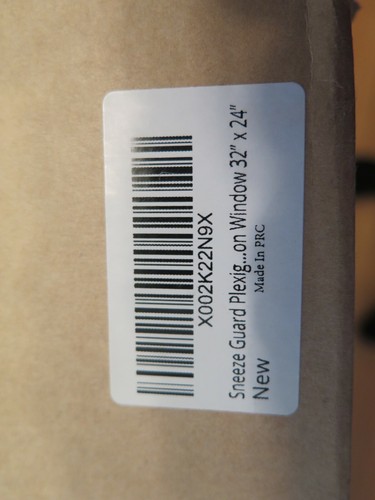 X002K22N9X
Sneeze Guard Plexig...on Window 32" x 24"
Made In PRC
New